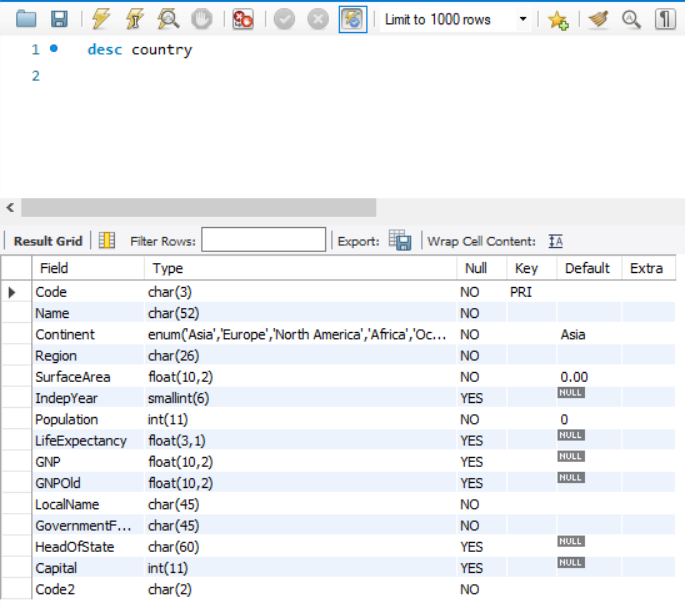 Limit to 1000 rows
1 desc country
2
Result Grid Filter Rows: Export: Wrap Cell Content: IA
Field Type Null Key Default Extra
Code char(3) NO PRI
Name char(52) NO
Continent enum('Asia','Europe','North America','Africa','Oc... NO Asia
Region char(26) NO
SurfaceArea float(10,2) NO 0.00
IndepYear smallint(6) YES NULL
Population int(11) NO 0
LifeExpectancy float(3,1) YES NULL
GNP float(10,2) YES NULL
GNPOld float(10,2) YES NULL
LocalName char(45) NO
GovernmentF... char(45) NO
HeadOfState char(60) YES NULL
Capital int(11) YES NULL
Code2 char(2) NO